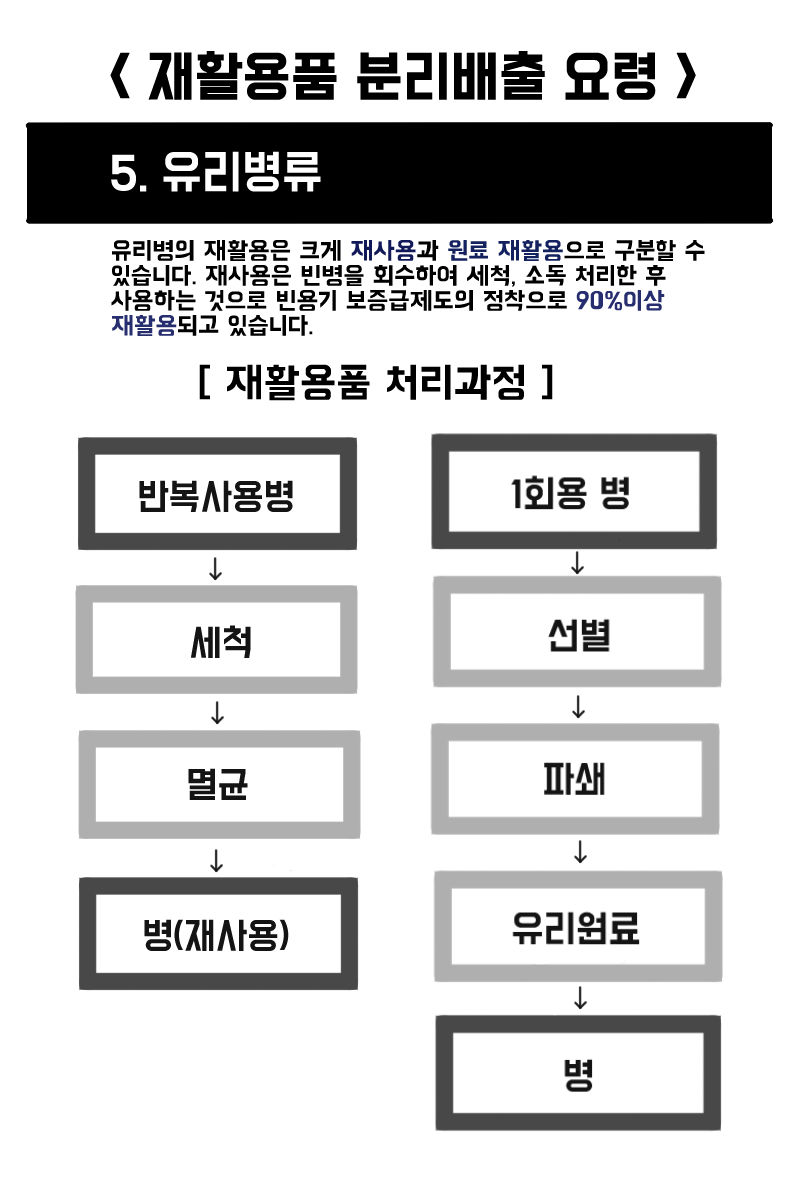 < 재활용품 분리배출 요령 >
5. 유리병류
유리병의 재활용은 크게 재사용과 원료 재활용으로 구분할 수
있습니다. 재사용은 빈병을 회수하여 세척, 소독 처리한 후
사용하는 것으로 빈용기 보증급제도의 정착으로 90%이상
재활용되고 있습니다.
[ 재활용품 처리과정 ]
반복사용병
↓
세척
↓
멸균
↓
병(재사용)
1회용 병
↓
선별
↓
파쇄
↓
유리원료
↓
병